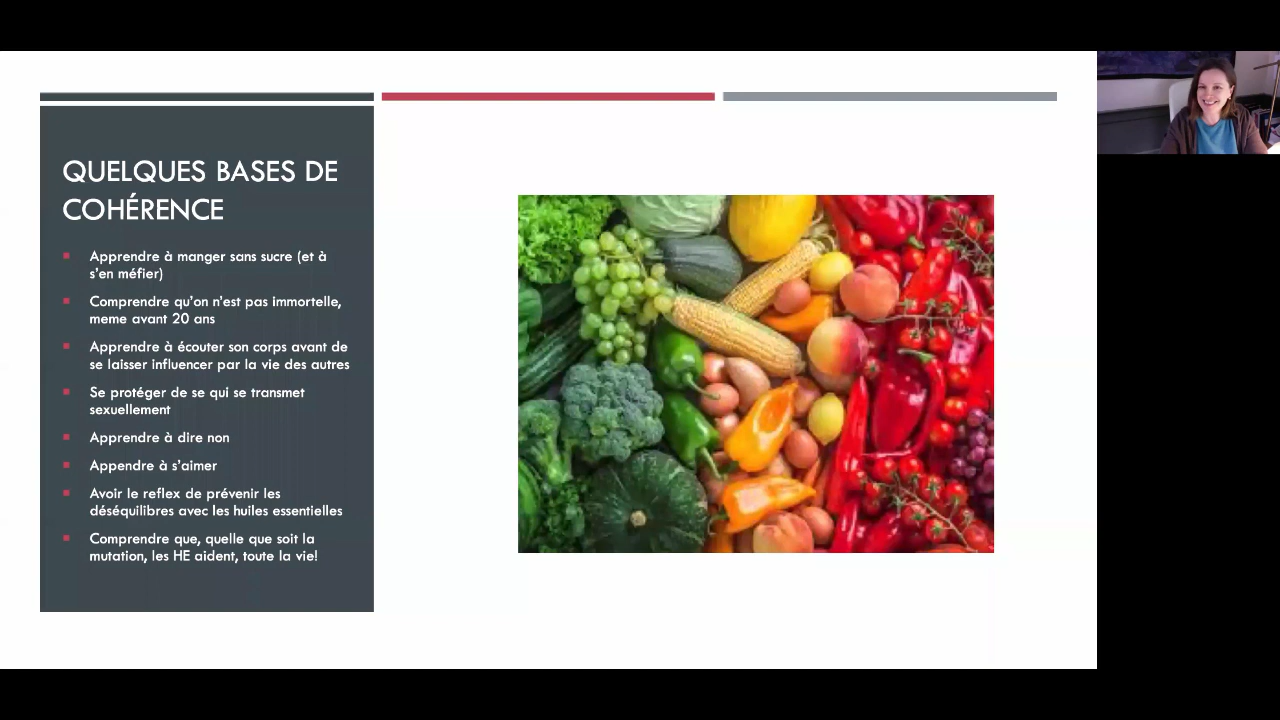 QUELQUES BASES DE
COHÉRENCE
Apprendre à manger sans sucre (et à
s'en méfier)
Comprendre qu'on n'est pas immortelle,
meme avant 20 ans
Apprendre à écouter son corps avant de
se laisser influencer par la vie des autres
Se protéger de se qui se transmet
sexuellement
Apprendre à dire non
Appendre à s'aimer
Avoir le reflex de prévenir les
déséquilibres avec les huiles essentielles
Comprendre que, quelle que soit la
mutation, les HE aident, toute la vie!